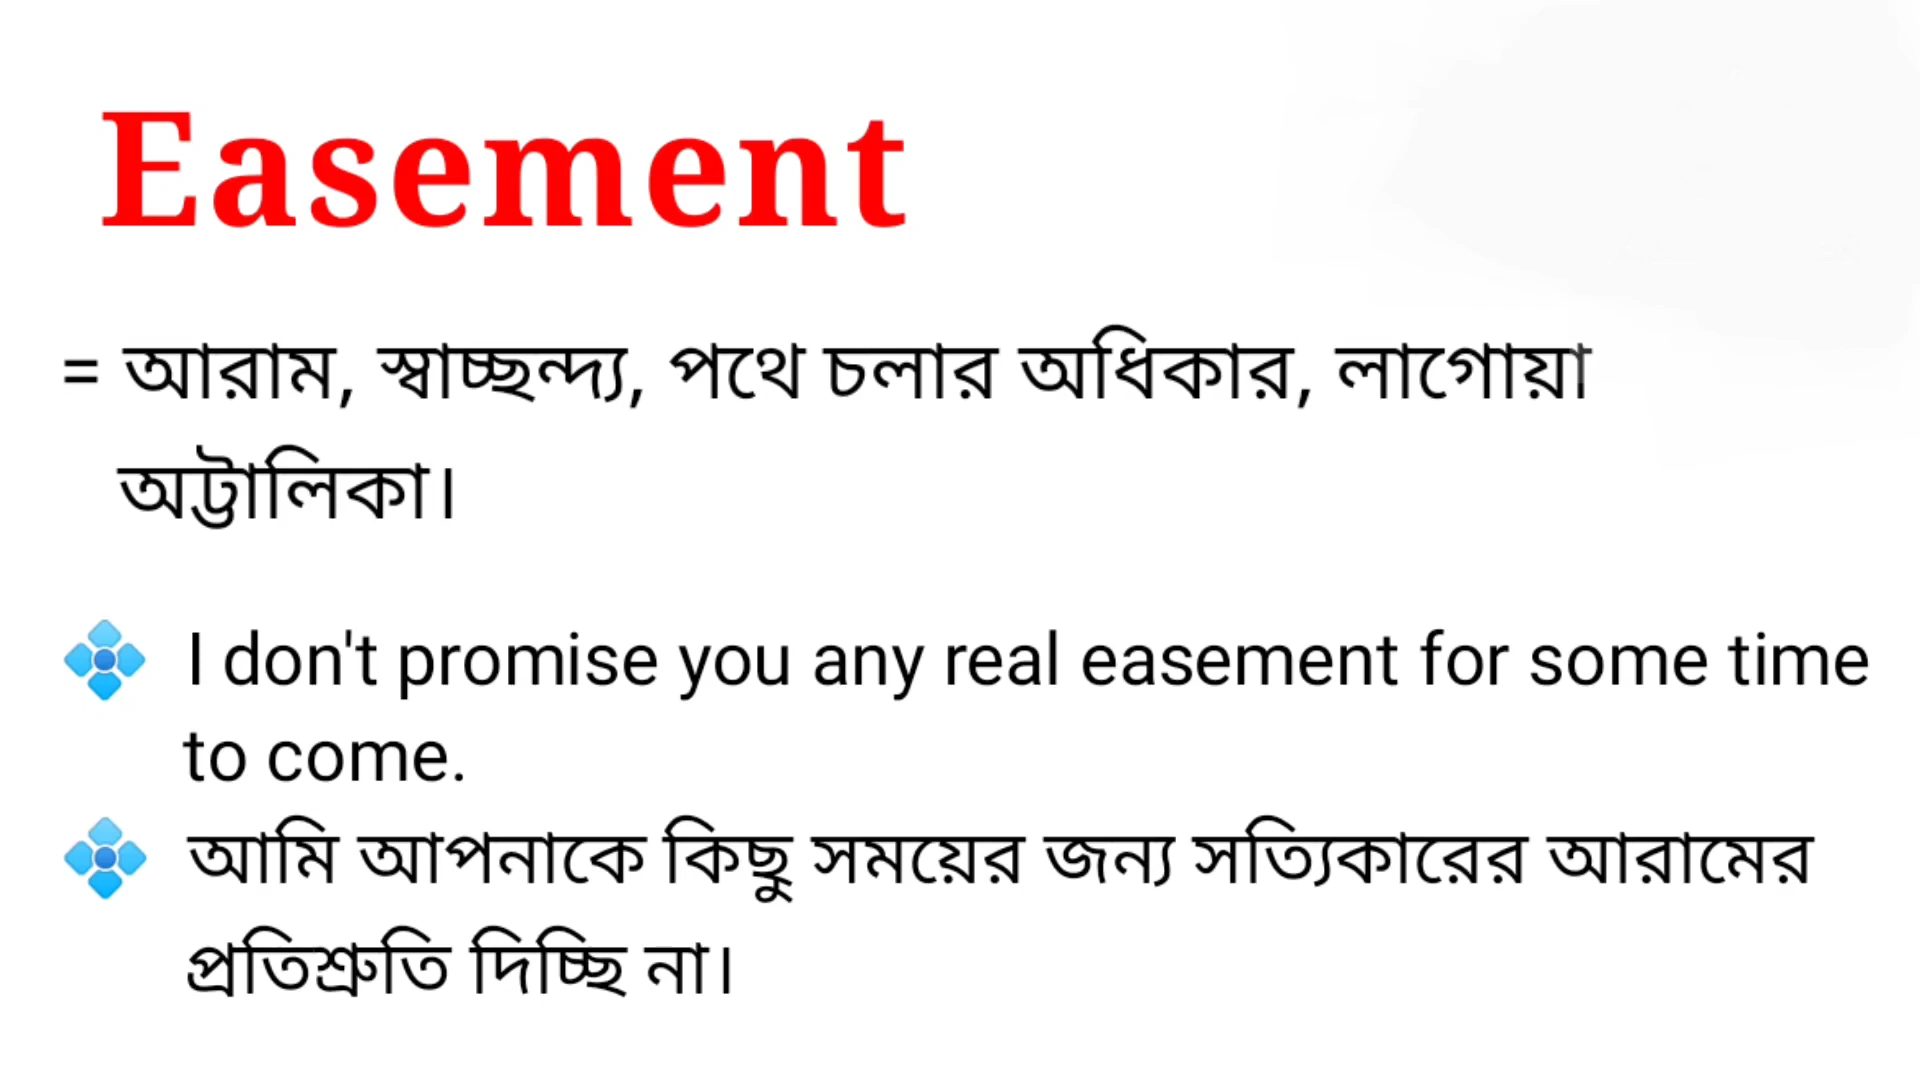 Easement
= আরাম, স্বাচ্ছন্দ্য, পথে চলার অধিকার, লাগোয়া
অট্টালিকা।
I don't promise you any real easement for some time
to come.
আমি আপনাকে কিছু সময়ের জন্য সত্যিকারের আরামের
প্রতিশ্রুতি দিচ্ছি না।